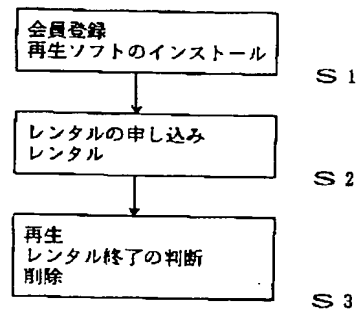 会員登録
再生ソフトのインストール
S1
レンタルの申し込み
レンタル
S2
再生
レンタル終了の判断
削除
S3